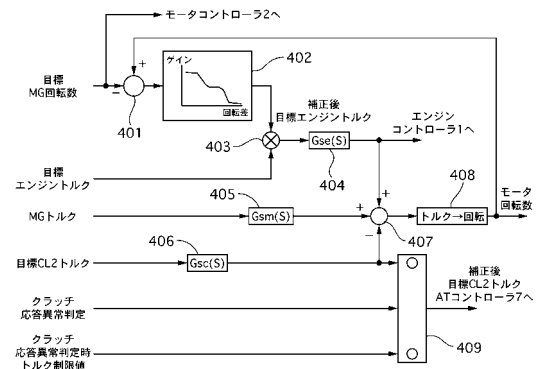 モータコントローラ2へ
402
ゲイン
回転差
目標
MG回転数
+
−
401
補正後
目標エンジントルク
エンジン
コントローラ1へ
403
Gse(S)
404
目標
エンジントルク
405
408
モータ
回転数
MGトルク
Gsm(S)
+
+
−
トルク→回転
407
406
目標CL2トルク
Gsc(S)
補正後
目標CL2トルク
ATコントローラ7へ
クラッチ
応答異常判定
クラッチ
応答異常判定時
トルク制限値
409